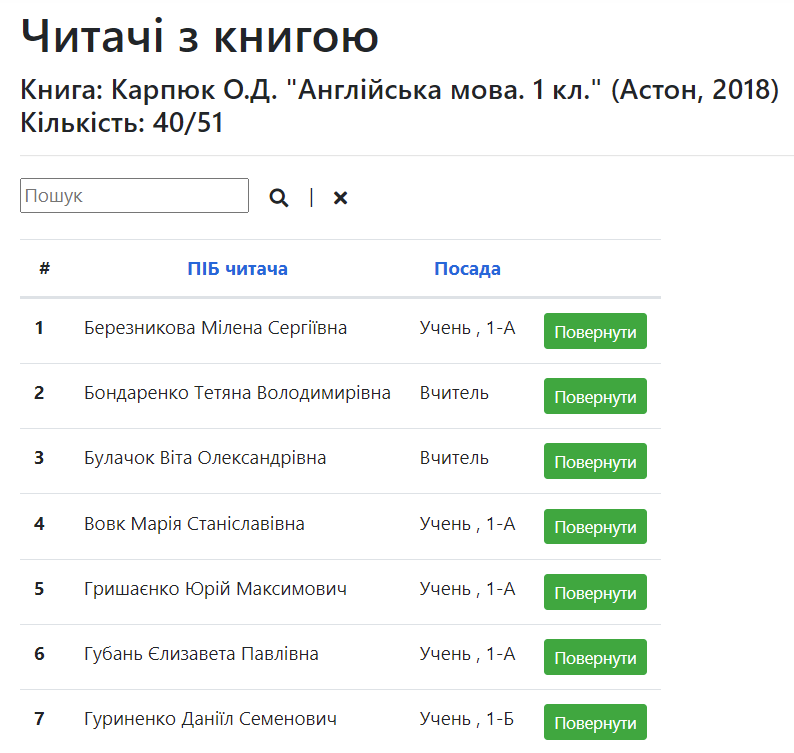 Читачі з книгою
Книга: Карпюк О.Д. "Англійська мова. 1 кл." (Астон, 2018)
Кількість: 40/51
Пошук |
# ПІБ читача Посада
1 Березникова Мілена Сергіївна Учень , 1-А Повернути
2 Бондаренко Тетяна Володимирівна Вчитель Повернути
3 Булачок Віта Олександрівна Вчитель Повернути
4 Вовк Марія Станіславівна Учень , 1-А Повернути
5 Гришаєнко Юрій Максимович Учень , 1-А Повернути
6 Губань Єлизавета Павлівна Учень , 1-А Повернути
7 Гуриненко Даніїл Семенович Учень , 1-Б Повернути